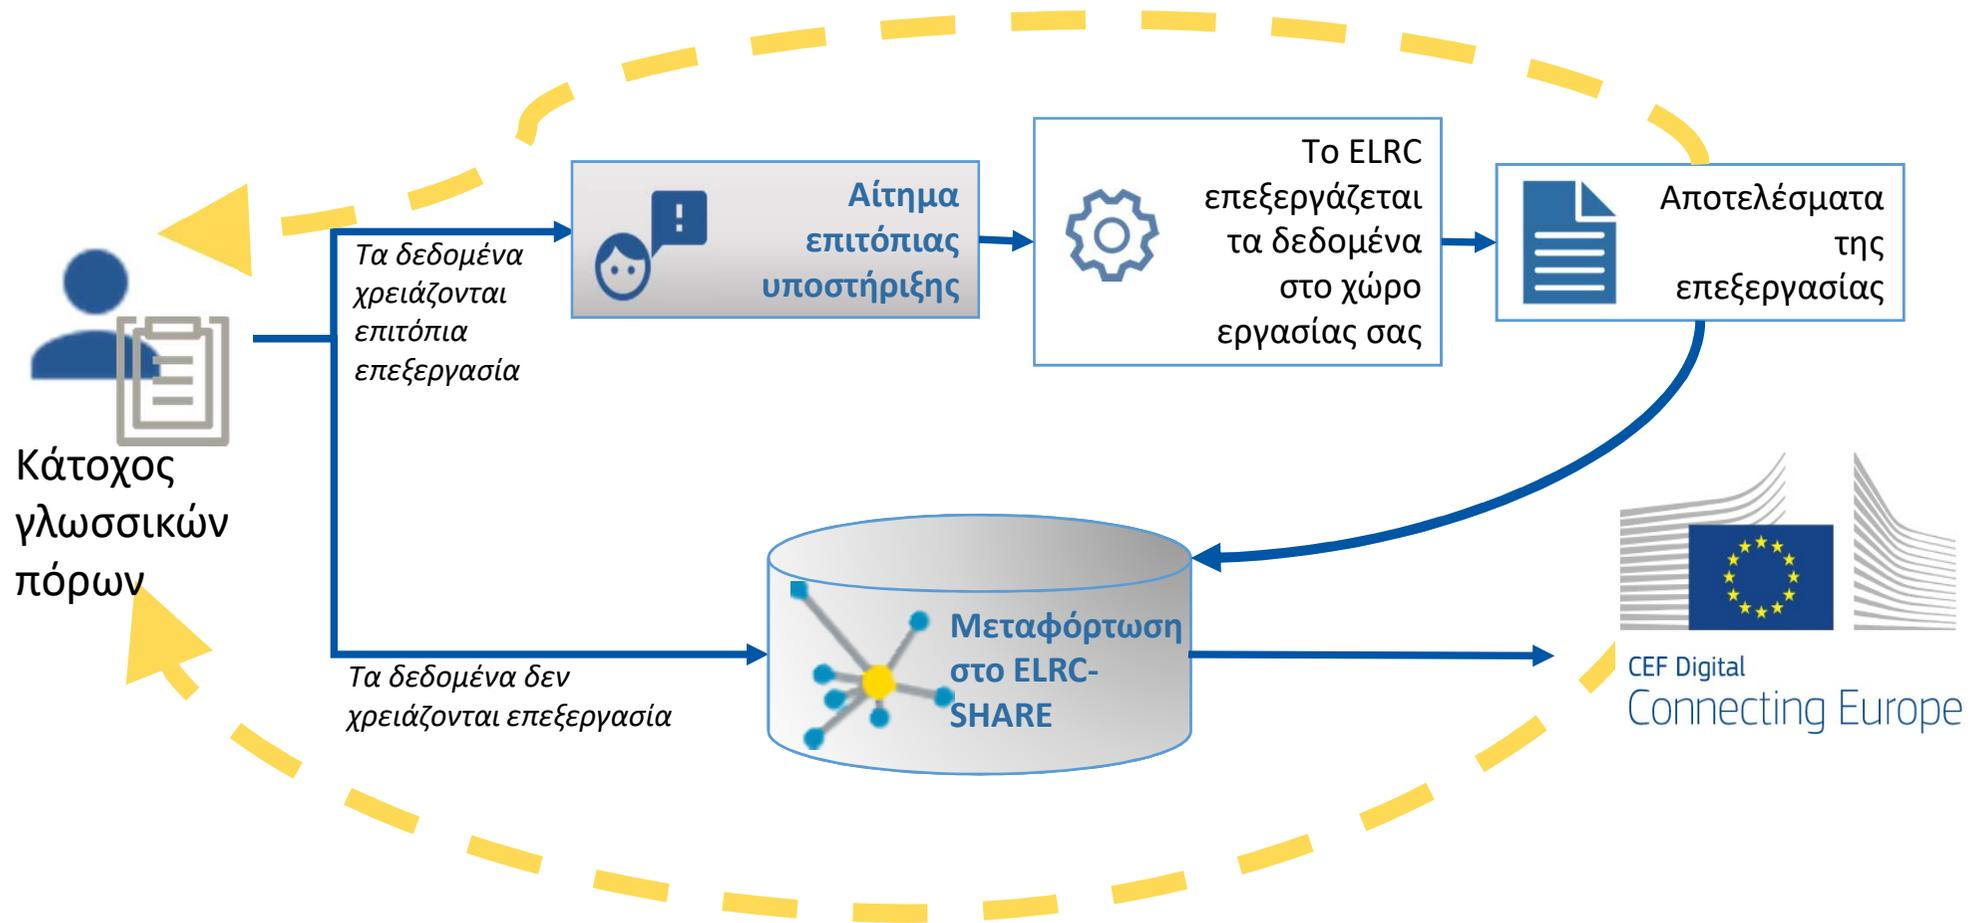 Κάτοχος
γλωσσικών
πόρων
Τα δεδομένα
χρειάζονται
επιτόπια
επεξεργασία
Αίτημα
επιτόπιας
υποστήριξης
Το ELRC
επεξεργάζεται
τα δεδομένα
στο χώρο
εργασίας σας
Αποτελέσματα
της
επεξεργασίας
Τα δεδομένα δεν
χρειάζονται επεξεργασία
Μεταφόρτωση
στο ELRC-
SHARE
CEF Digital
Connecting Europe